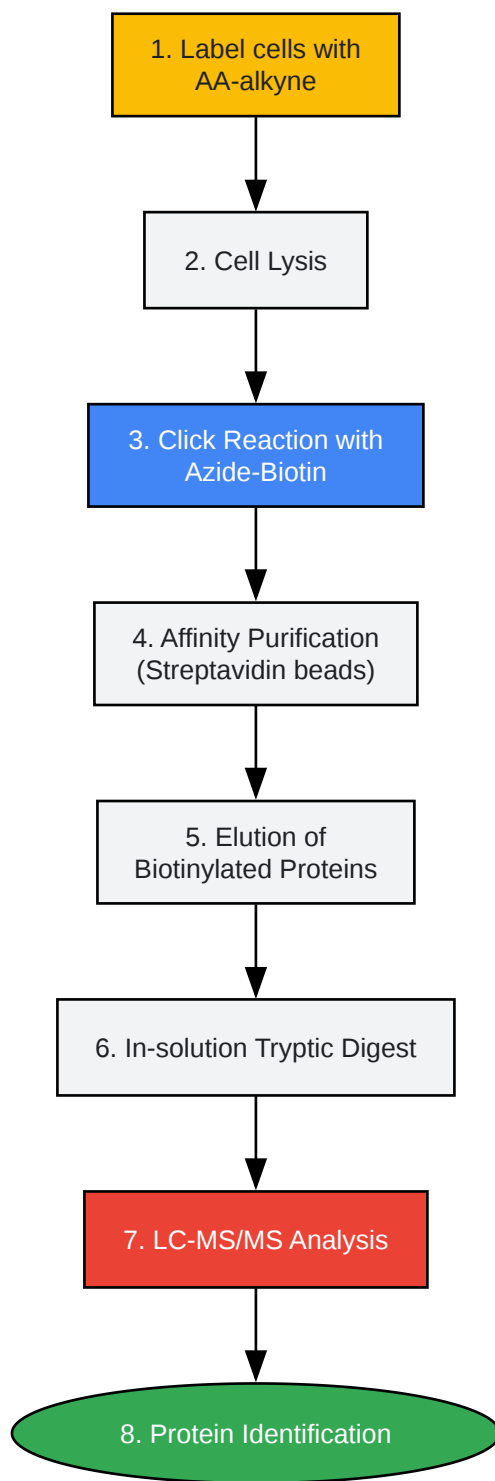 1. Label cells with
AA-alkyne
2. Cell Lysis
3. Click Reaction with
Azide-Biotin
4. Affinity Purification
(Streptavidin beads)
5. Elution of
Biotinylated Proteins
6. In-solution Tryptic Digest
7. LC-MS/MS Analysis
8. Protein Identification